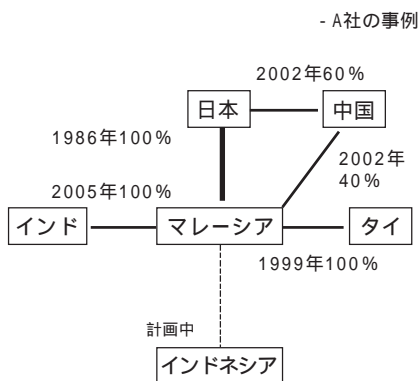 - A社の事例
2002年60％
日本
中国
1986年100％
2002年
40％
2005年100％
インド
マレーシア
タイ
1999年100％
計画中
インドネシア